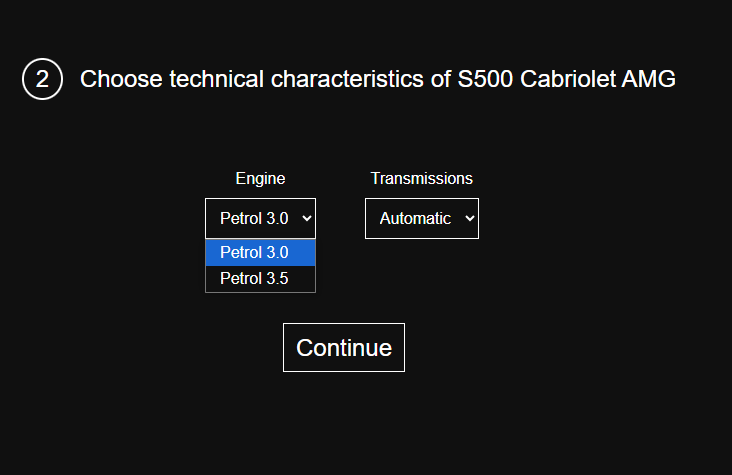 2 Choose technical characteristics of S500 Cabriolet AMG
Engine Transmissions
Petrol 3.0 Automatic
Petrol 3.0
Petrol 3.5
Continue